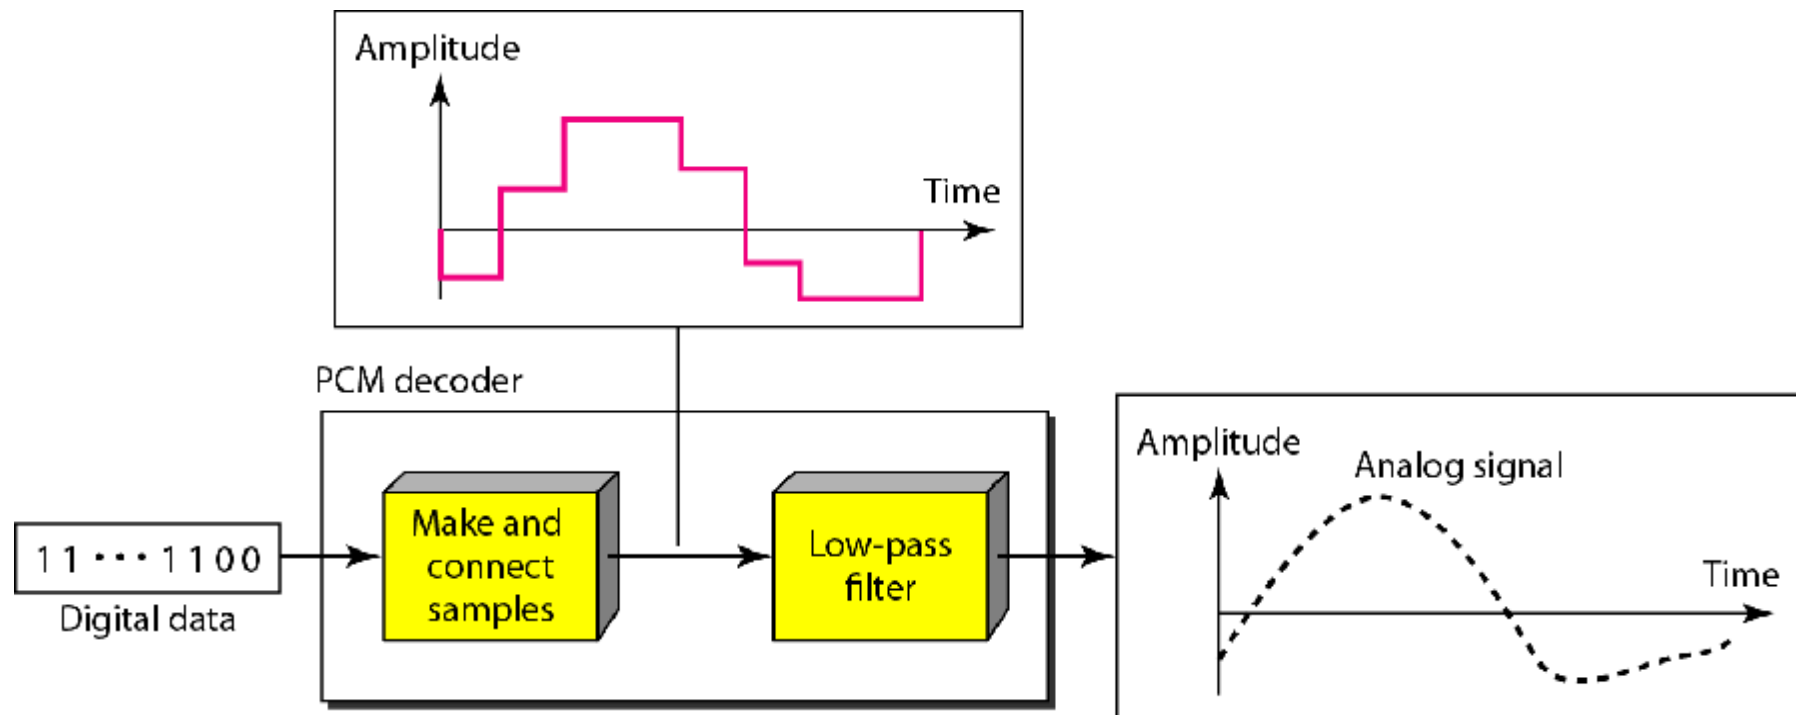 Amplitude
Time
PCM decoder
11···1100
Digital data
Make and
connect
samples
Low-pass
filter
Amplitude
Analog signal
Time